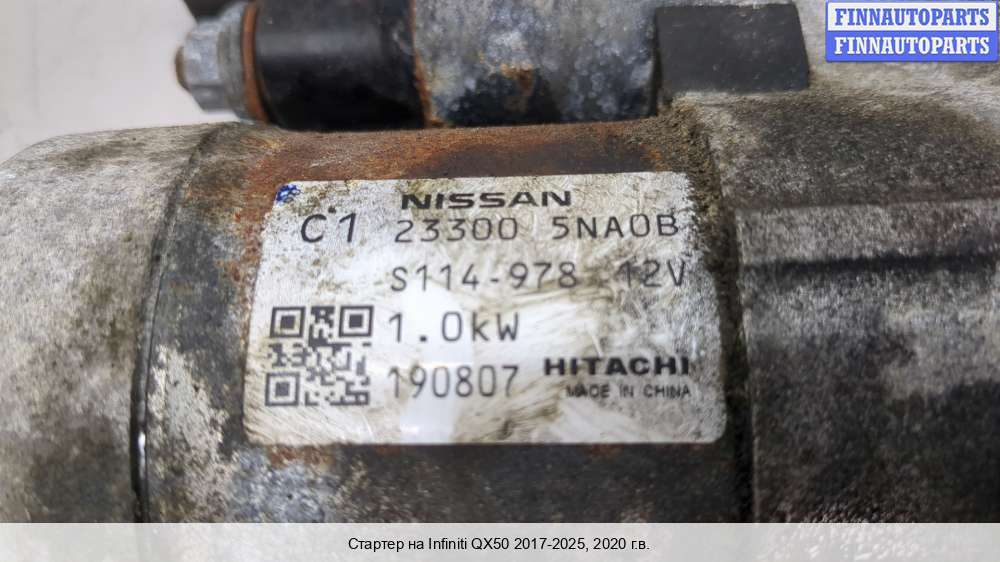 FINNAUTOPARTS
FINNAUTOPARTS
NISSAN
C1 23300 5NA0B
S114-978 12V
1.0kW
190807 HITACHI
MADE IN CHINA
Стартер на Infiniti QX50 2017-2025, 2020 г.в.